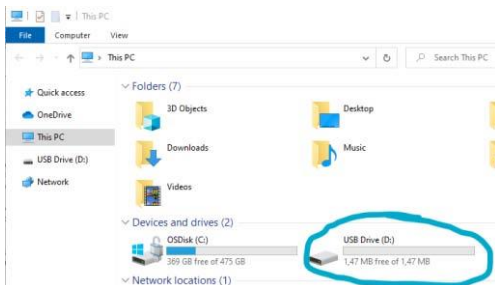 This PC
File Computer View
This PC Search This PC
Quick access
OneDrive
This PC
USB Drive (D:)
Network
Folders (7)
3D Objects
Desktop
Downloads
Music
Videos
Devices and drives (2)
OSDisk (C:)
369 GB free of 475 GB
USB Drive (D:)
1,47 MB free of 1,47 MB
Network locations (1)